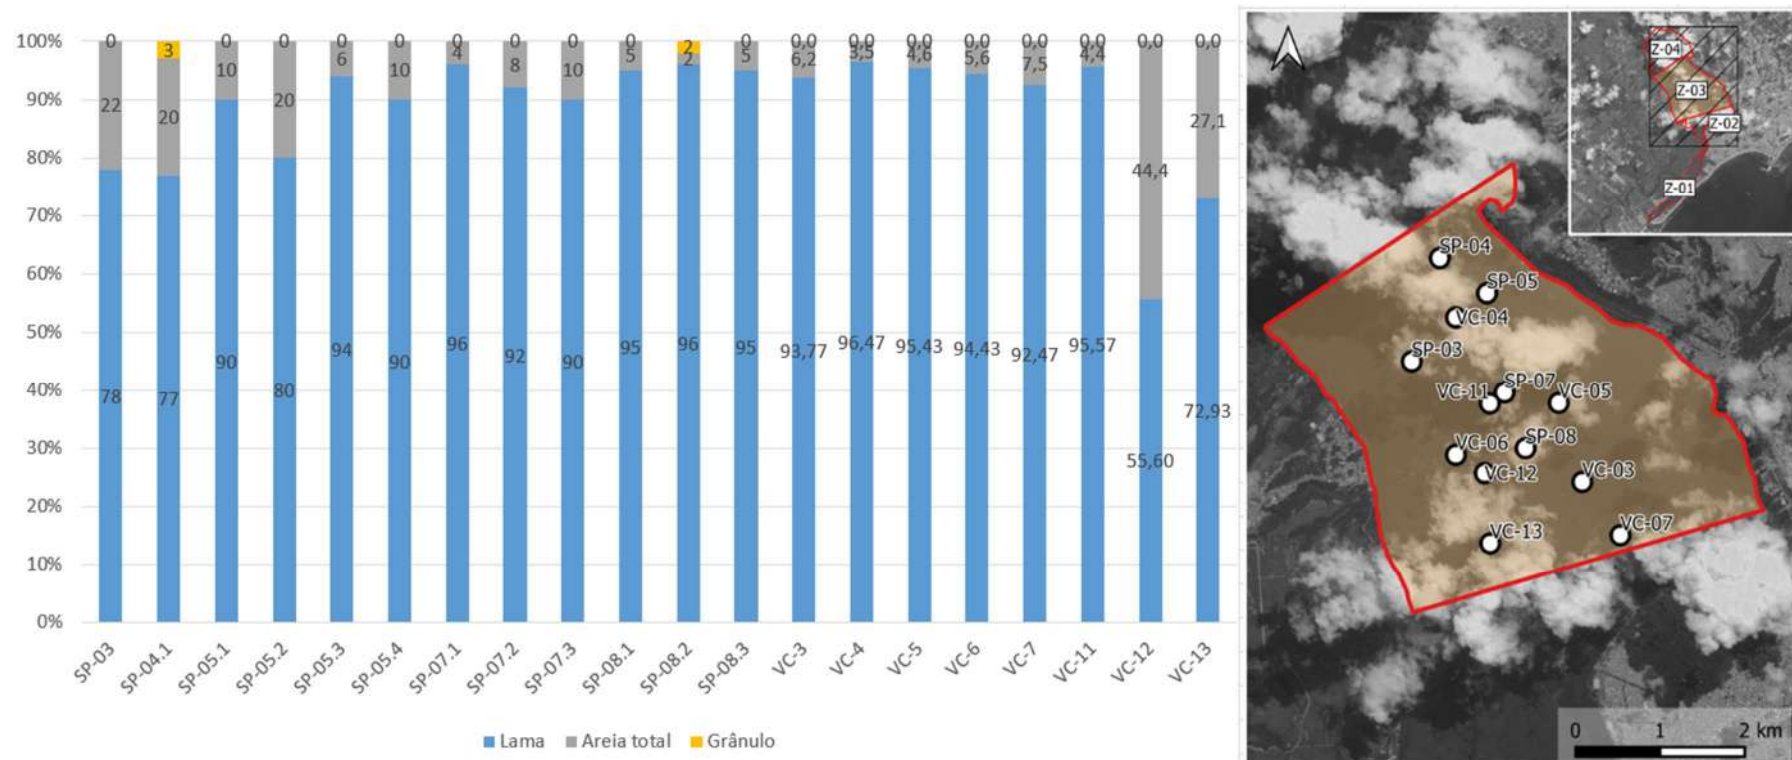 100%
90%
80%
70%
60%
50%
40%
30%
20%
10%
0%
0 3 0 0 0 0 0 0 0 0 2 0 0,0 0,0 0,0 0,0 0,0 0,0 0,0 0,0
22 20 10 20 6 10 4 8 10 5 2 5 6,2 3,5 4,6 5,6 7,5 4,4 44,4 27,1
78 77 90 80 94 90 96 92 90 95 96 95 93,77 96,47 95,43 94,43 92,47 95,57 55,60 72,93
SP-03 SP-04.1 SP-05.1 SP-05.2 SP-05.3 SP-05.4 SP-07.1 SP-07.2 SP-07.3 SP-08.1 SP-08.2 SP-08.3 VC-3 VC-4 VC-5 VC-6 VC-7 VC-11 VC-12 VC-13
Lama Areia total Grânulo
Z-04
Z-03
Z-02
Z-01
SP-04
SP-05
VC-04
SP-03
SP-07
VC-11 VC-05
SP-08
VC-06
VC-12 VC-03
VC-07
VC-13
0 1 2 km